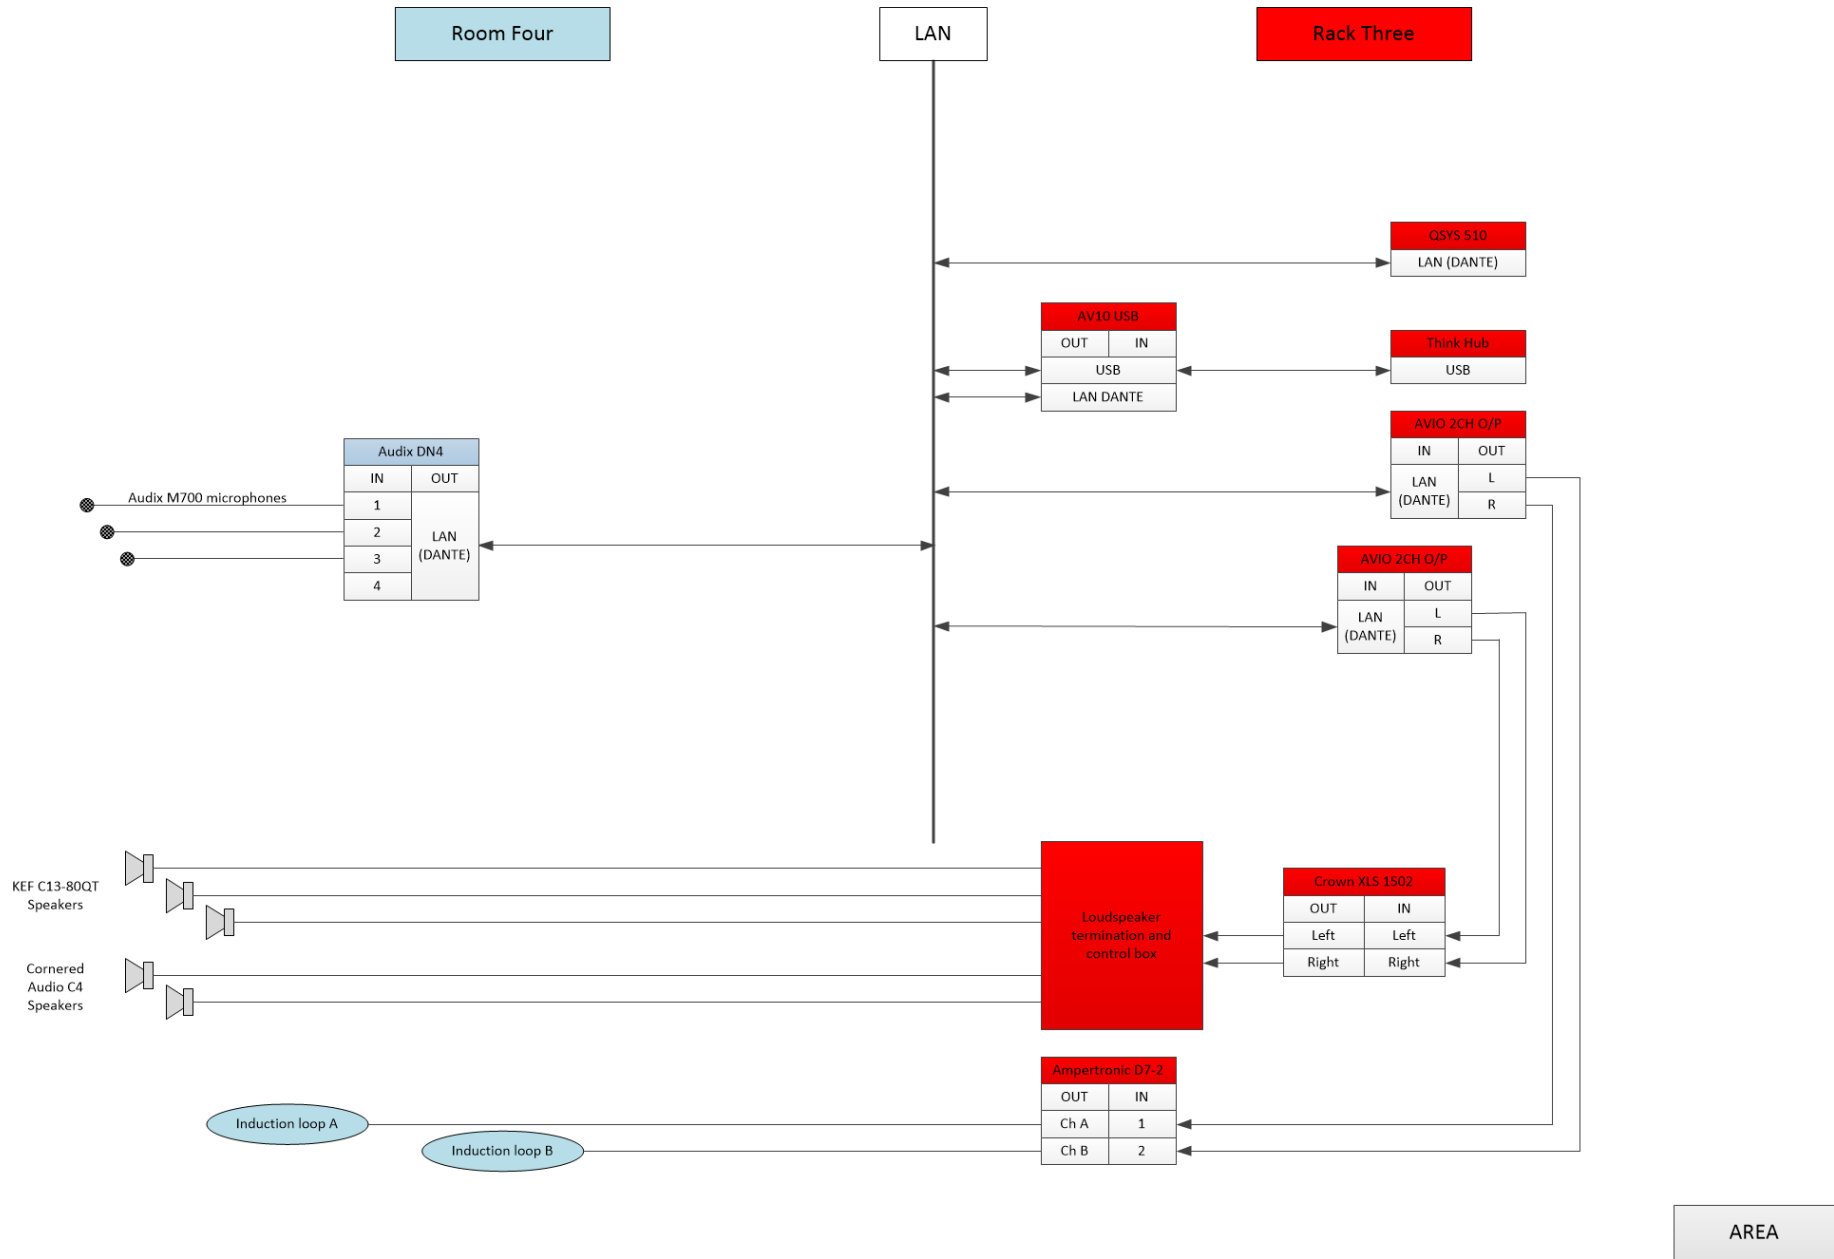 Room Four
LAN
Rack Three
QSYS 510
LAN (DANTE)
AV10 USB
OUT IN
USB
LAN DANTE
Think Hub
USB
AVIO 2CH O/P
IN OUT
LAN
(DANTE)
L
R
Audix DN4
IN OUT
1
2
3
4
LAN
(DANTE)
Audix M700 microphones
AVIO 2CH O/P
IN OUT
LAN
(DANTE)
L
R
KEF C13-80QT
Speakers
Cornered
Audio C4
Speakers
Loudspeaker
termination and
control box
Crown XLS 1502
OUT IN
Left Left
Right Right
Ampertronic D7-2
OUT IN
Ch A 1
Ch B 2
Induction loop A
Induction loop B
AREA